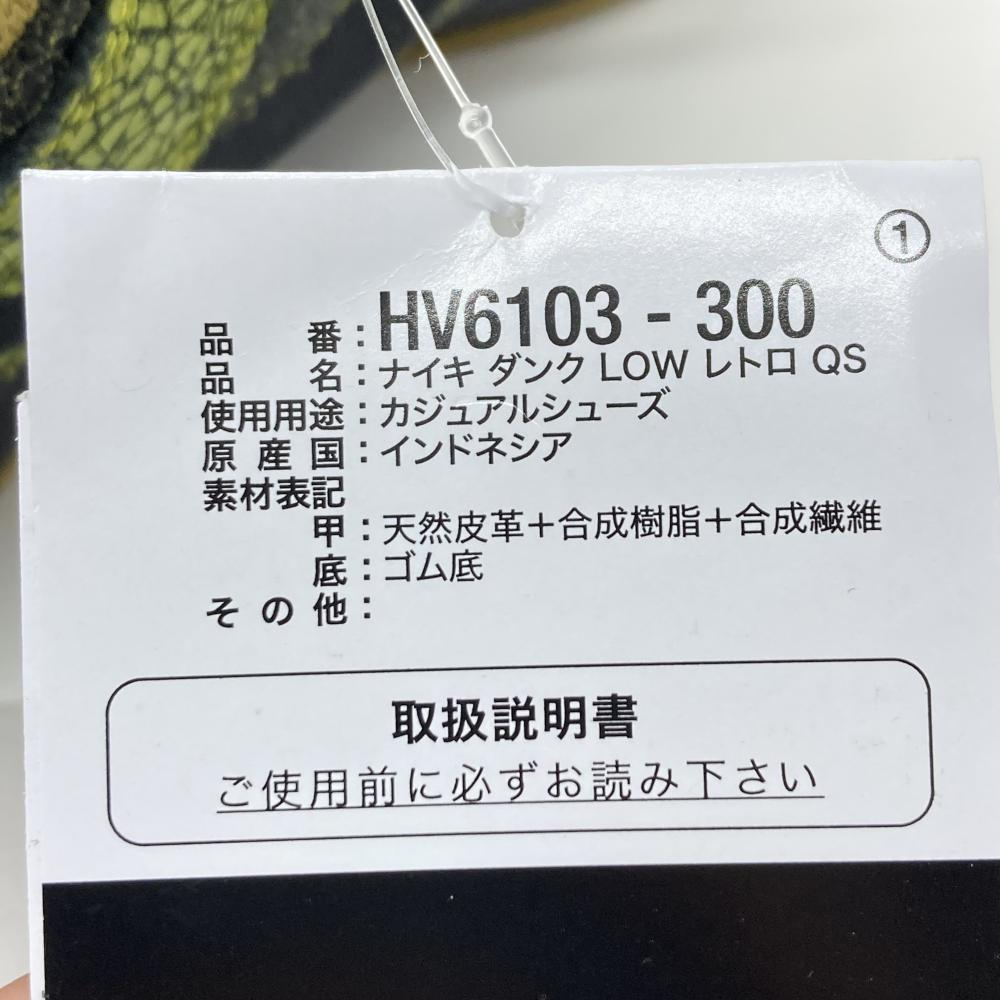 ①
品番：HV6103 - 300
品名：ナイキ ダンク LOW レトロ QS
使用用途：カジュアルシューズ
原産国：インドネシア
素材表記
甲：天然皮革＋合成樹脂＋合成繊維
底：ゴム底
その他：
取扱説明書
ご使用前に必ずお読み下さい